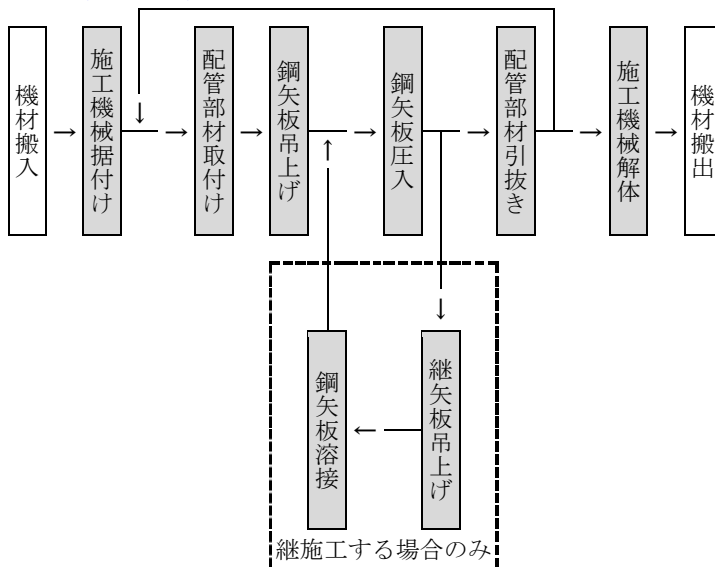 機材搬入
施工機械据付け
配管部材取付け
鋼矢板吊上げ
鋼矢板圧入
配管部材引抜き
施工機械解体
機材搬出
鋼矢板溶接
継矢板吊上げ
継施工する場合のみ